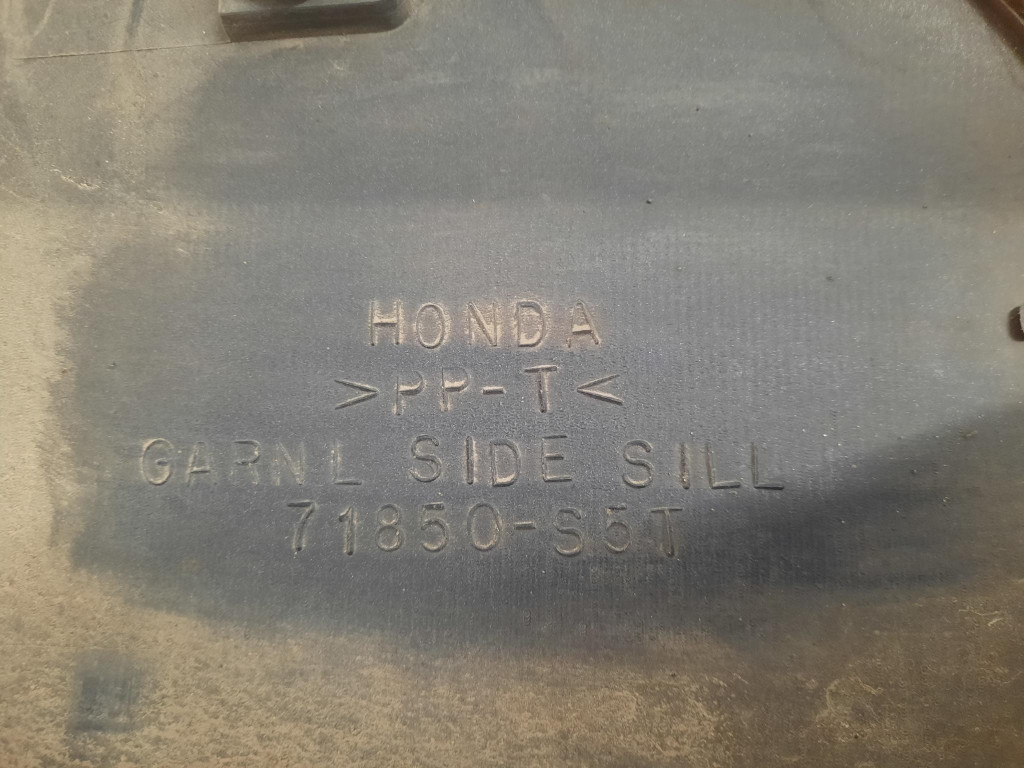 HONDA
>PP-T<
GARN L SIDE SILL
71850-S5T